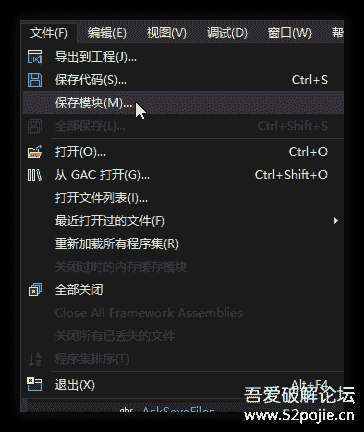 文件(F) 编辑(E) 视图(V) 调试(D) 窗口(W) 帮
导出到工程(J)...
保存代码(S)... Ctrl+S
保存模块(M)...
全部保存(L)... Ctrl+Shift+S
打开(O)... Ctrl+O
从 GAC 打开(G)... Ctrl+Shift+O
打开文件列表(I)...
最近打开过的文件(F)
重新加载所有程序集(R)
关闭过时的内存缓存模块
全部关闭
Close All Framework Assemblies
关闭所有已丢失的文件
程序集排序(T)
退出(X) Alt+F4
AskSaveFiles
吾爱破解论坛
www.52pojie.cn